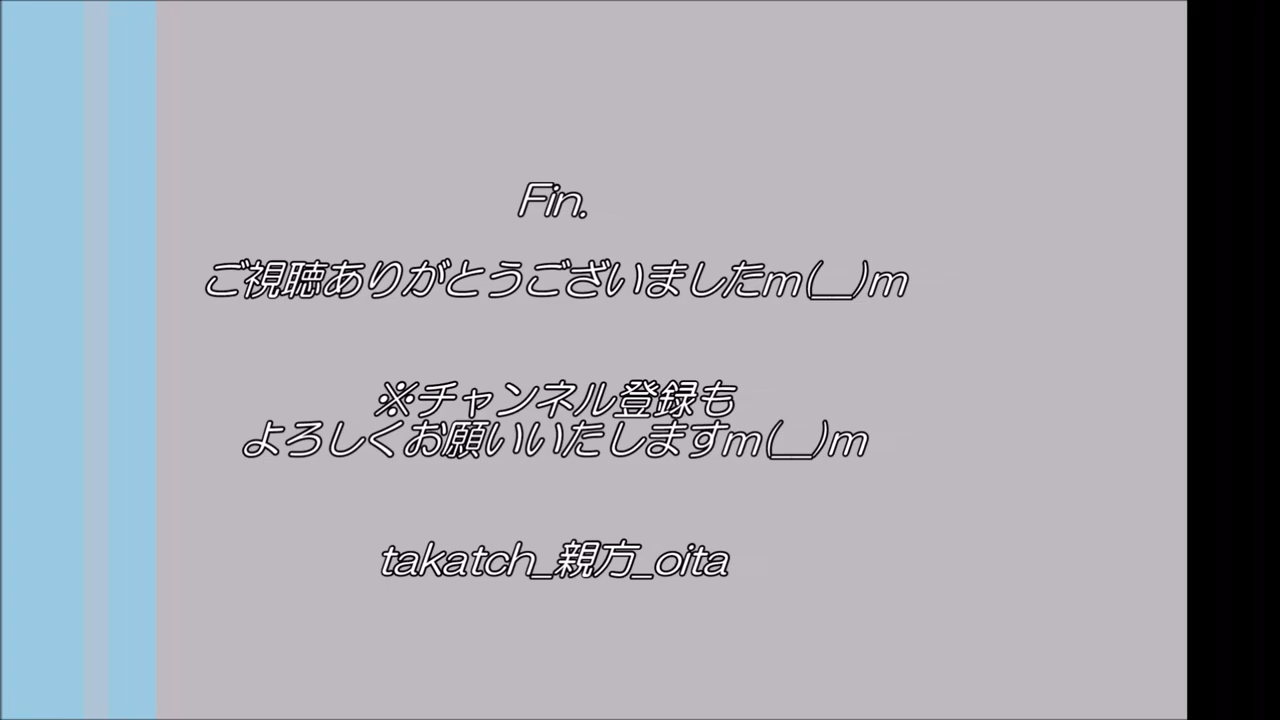 Fin.
ご視聴ありがとうございましたm(__)m
※チャンネル登録も
よろしくお願いいたしますm(__)m
takatch_親方_oita